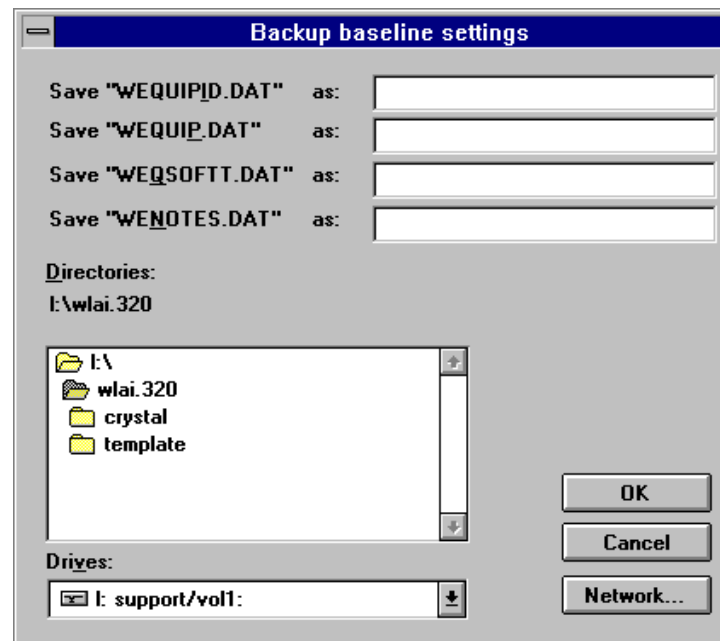 Backup baseline settings
Save "WEQUIPID.DAT" as:
Save "WEQUIP.DAT" as:
Save "WEQSOFTT.DAT" as:
Save "WENOTES.DAT" as:
Directories:
I:\wlai.320
I:\
wlai.320
crystal
template
OK
Cancel
Drives:
I: support/vol1:
Network...